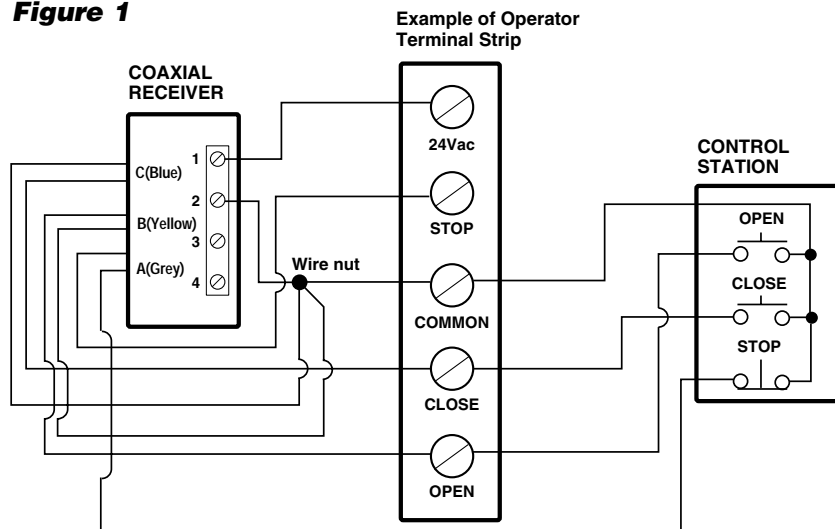 Figure 1
Example of Operator
Terminal Strip
COAXIAL
RECEIVER
C(Blue)
B(Yellow)
A(Grey)
1
2
3
4
Wire nut
24Vac
STOP
COMMON
CLOSE
OPEN
CONTROL
STATION
OPEN
CLOSE
STOP